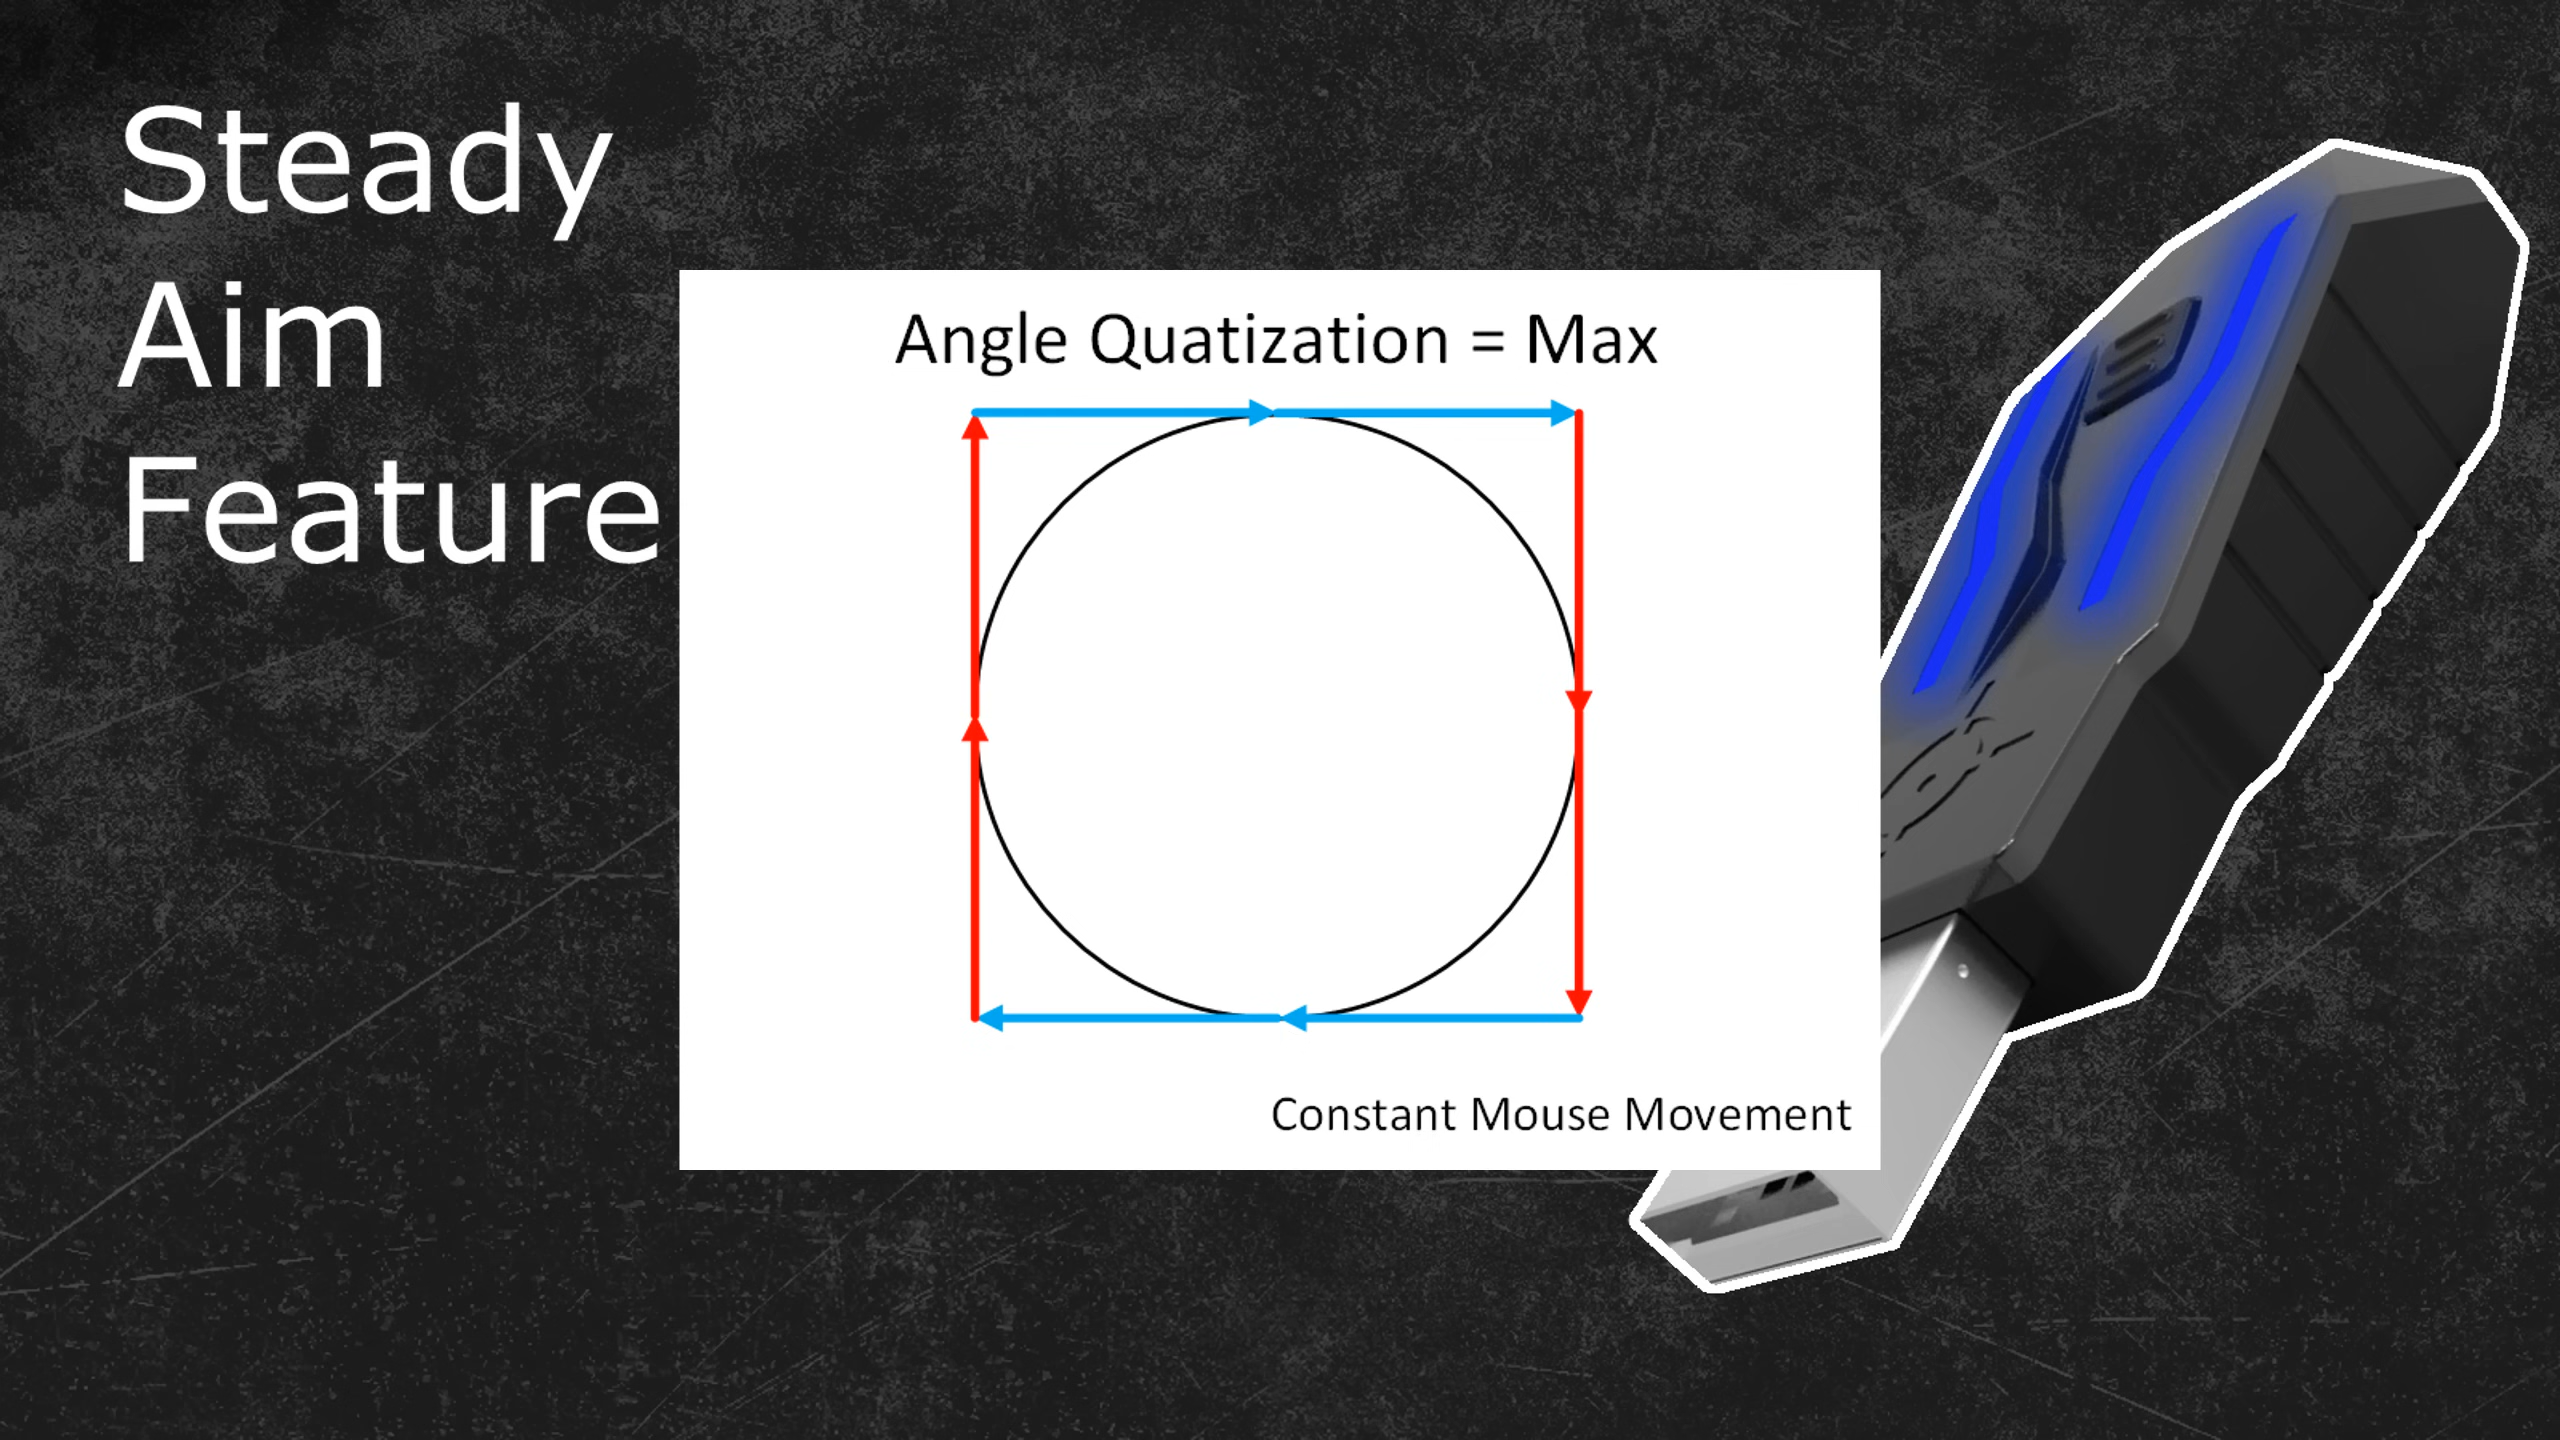 Steady
Aim
Feature
Angle Quatization = Max
Constant Mouse Movement